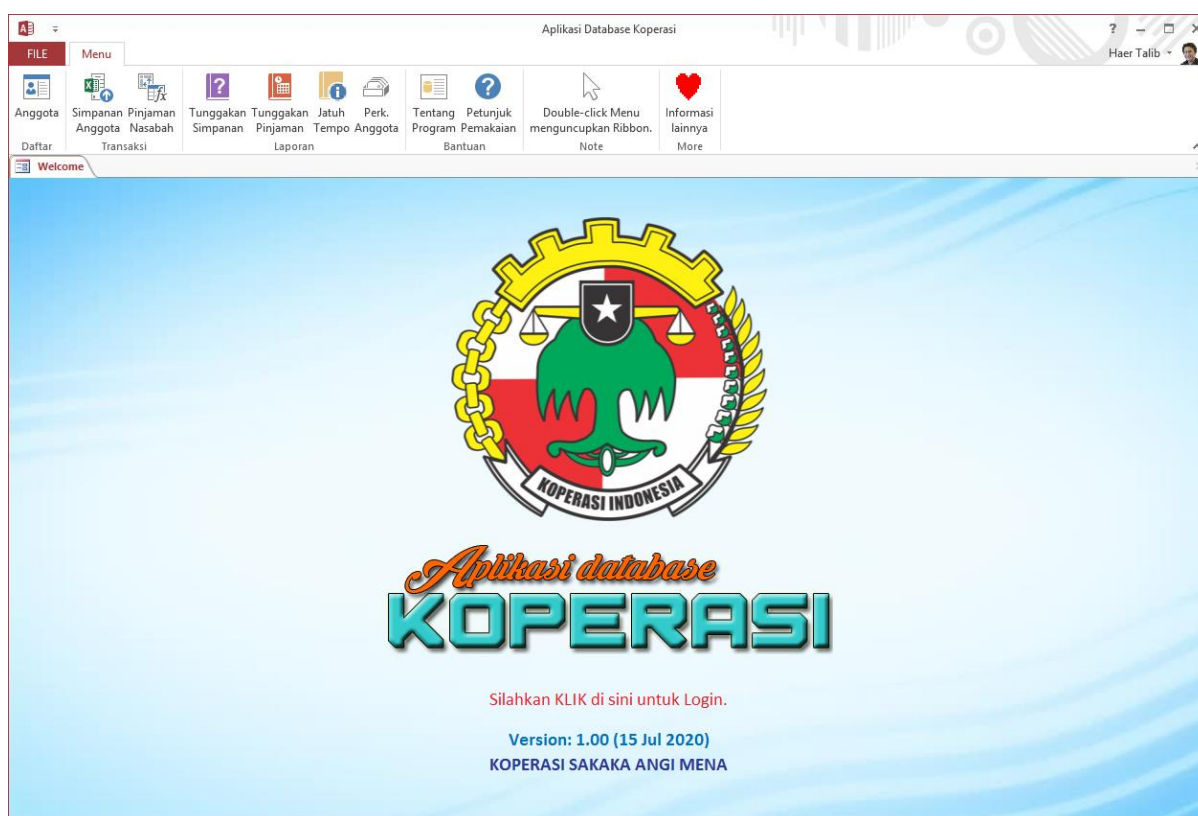 Aplikasi Database Koperasi
?
FILE
Menu
Haer Talib
Anggota
Simpanan Anggota
Pinjaman Nasabah
Tunggakan Simpanan
Tunggakan Pinjaman
Jatuh Tempo
Perk. Anggota
Tentang Program
Petunjuk Pemakaian
Double-click Menu
menguncupkan Ribbon.
Informasi lainnya
Daftar
Transaksi
Laporan
Bantuan
Note
More
Welcome
KOPERASI INDONESIA
Aplikasi database
KOPERASI
Silahkan KLIK di sini untuk Login.
Version: 1.00 (15 Jul 2020)
KOPERASI SAKAKA ANGI MENA